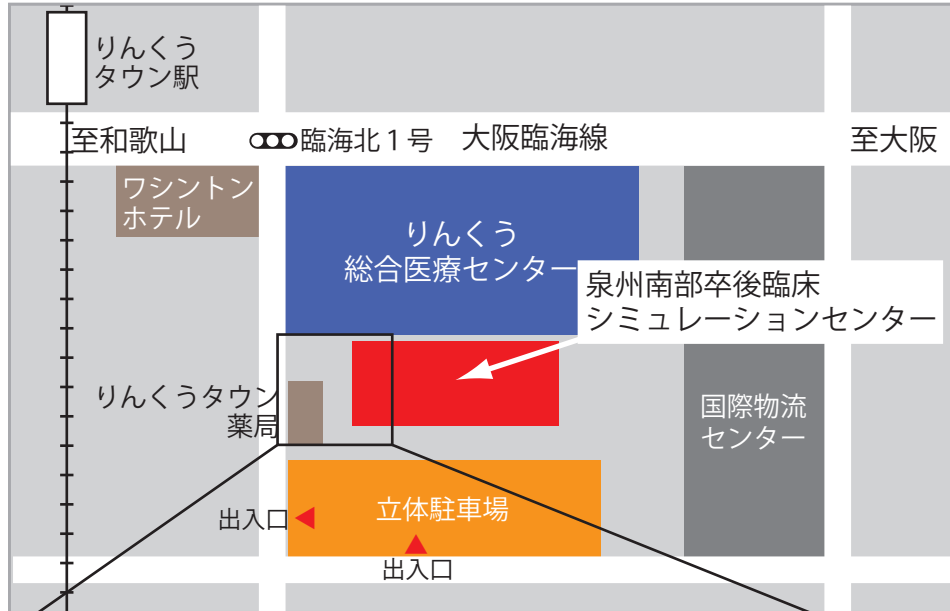 りんくう
タウン駅
至和歌山
臨海北1号
大阪臨海線
至大阪
ワシントン
ホテル
りんくう
総合医療センター
泉州南部卒後臨床
シミュレーションセンター
りんくうタウン
薬局
国際物流
センター
立体駐車場
出入口
出入口